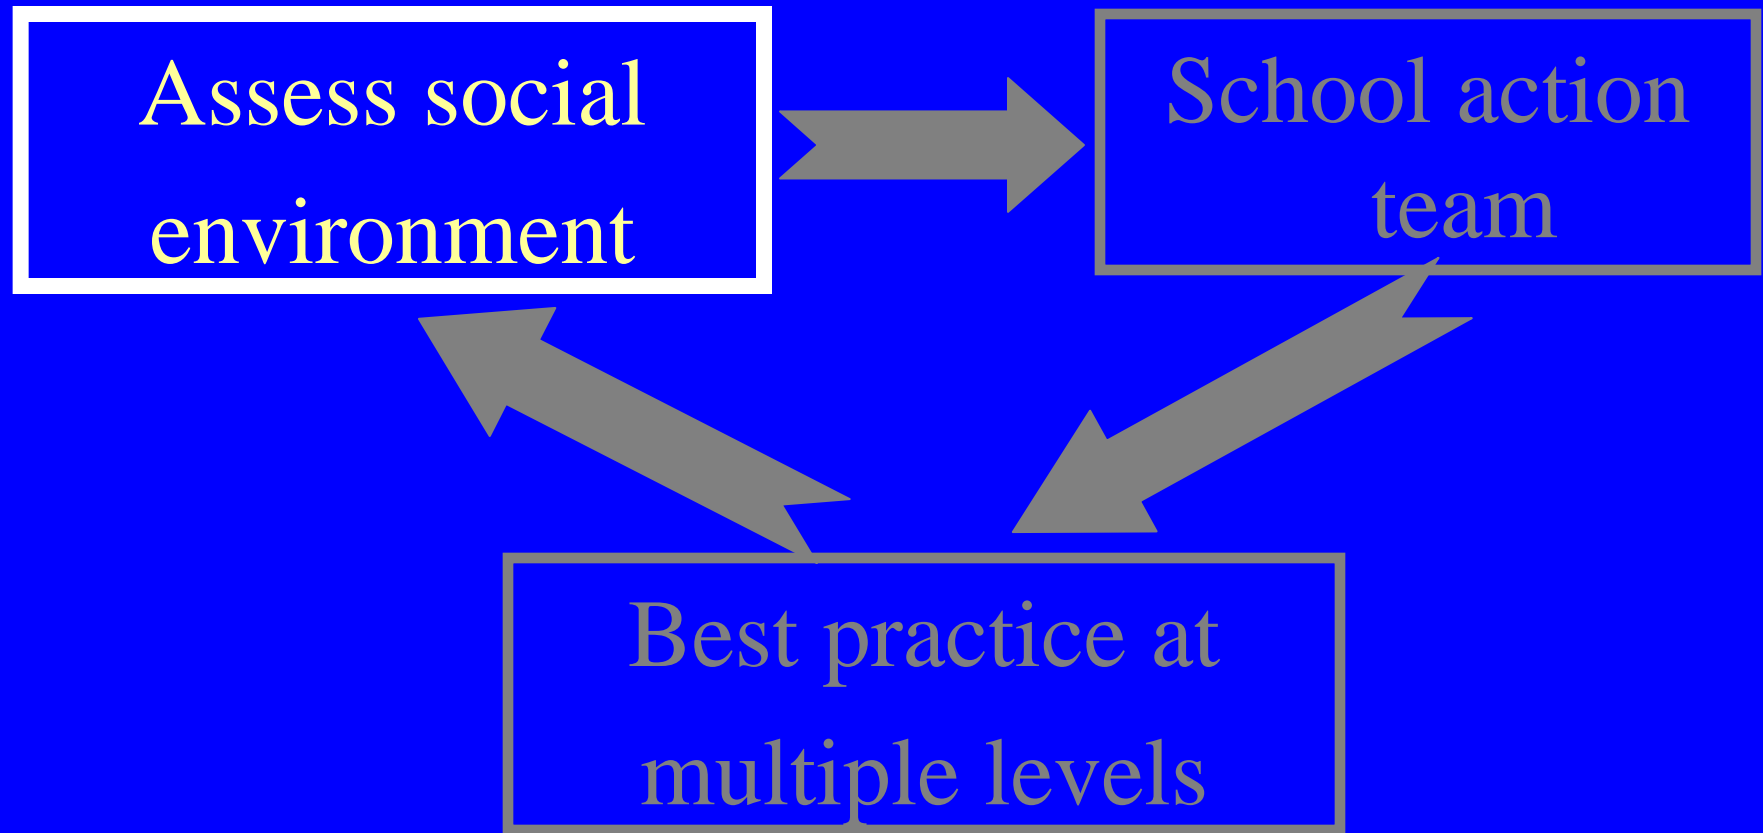 Assess social
environment
School action
team
Best practice at
multiple levels